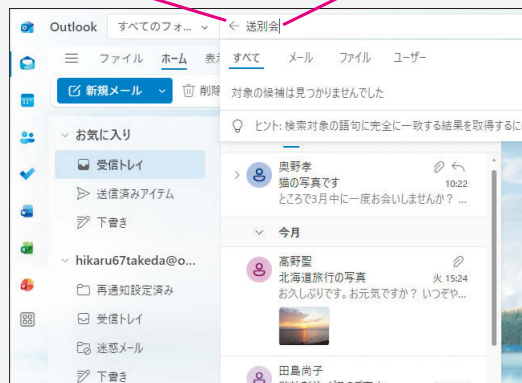 Outlook すべてのフォ... ← 送別会
ファイル ホーム 表示
すべて メール ファイル ユーザー
新規メール 削除
対象の候補は見つかりませんでした
ヒント: 検索対象の語句に完全に一致する結果を取得するに
お気に入り
受信トレイ
送信済みアイテム
下書き
hikaru67takeda@o...
再通知設定済み
受信トレイ
迷惑メール
下書き
奥野孝
猫の写真です 10:22
ところで3月中に一度お会いしませんか? ...
今月
高野聖
北海道旅行の写真 火 15:24
お久しぶりです。お元気ですか? いつぞや...
田島尚子